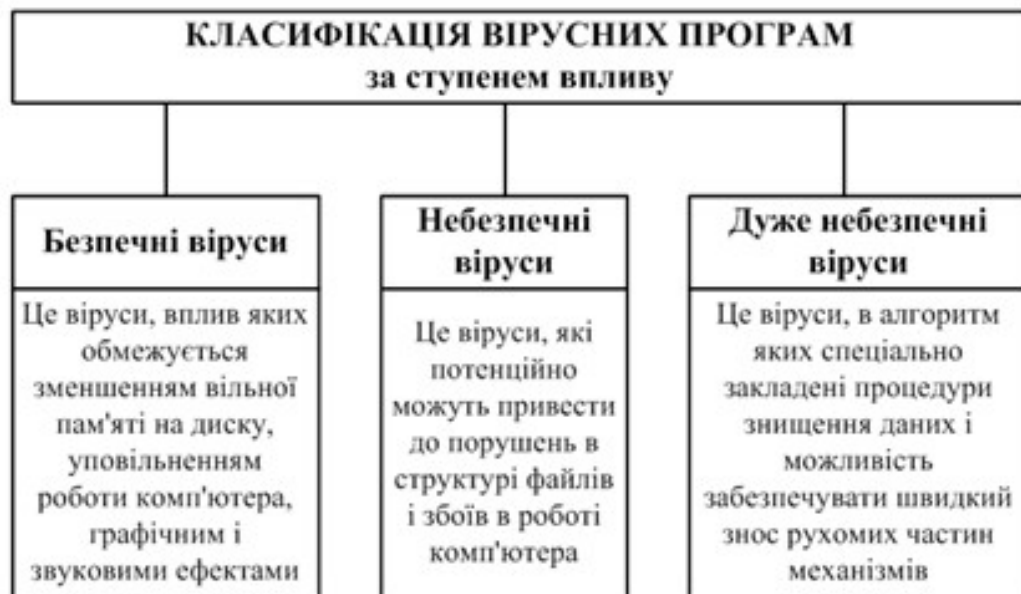 КЛАСИФІКАЦІЯ ВІРУСНИХ ПРОГРАМ
за ступенем впливу
Безпечні віруси
Це віруси, вплив яких
обмежується
зменшенням вільної
пам'яті на диску,
уповільненням
роботи комп'ютера,
графічним і
звуковими ефектами
Небезпечні
віруси
Це віруси, які
потенційно
можуть привести
до порушень в
структурі файлів
і збоїв в роботі
комп'ютера
Дуже небезпечні
віруси
Це віруси, в алгоритм
яких спеціально
закладені процедури
знищення даних і
можливість
забезпечувати швидкий
знос рухомих частин
механізмів